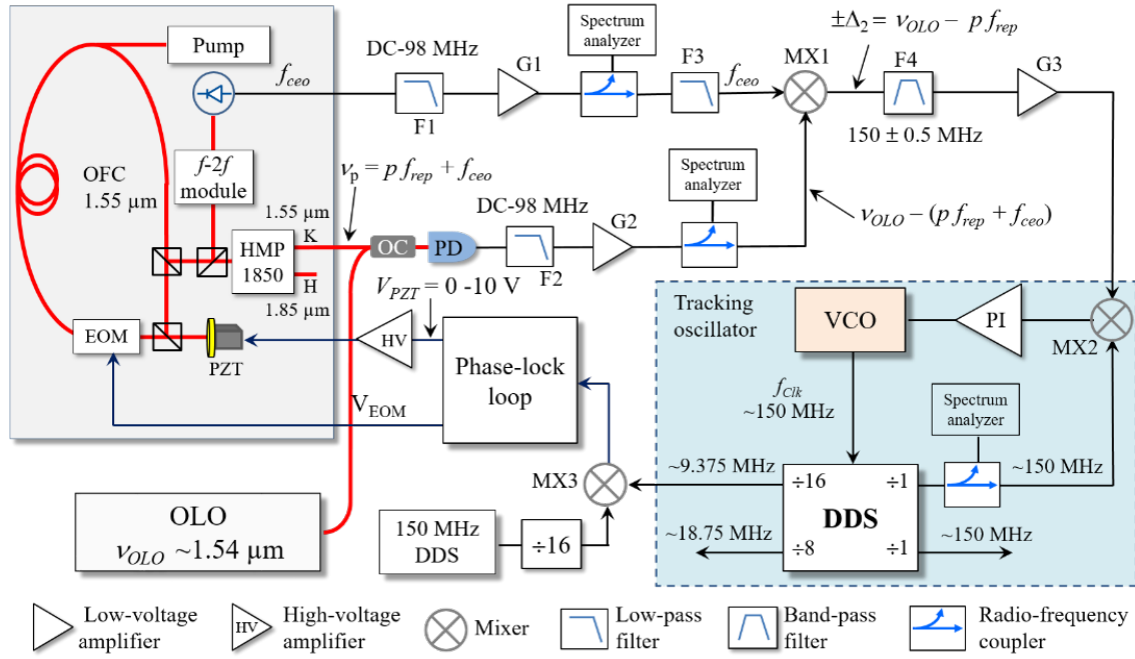 Pump
f_ceo
DC-98 MHz
F1
G1
Spectrum
analyzer
F3
f_ceo
MX1
±Δ₂ = ν_OLO − p f_rep
F4
150 ± 0.5 MHz
G3
OFC
1.55 µm
f-2f
module
ν_p = p f_rep + f_ceo
1.55 µm
K
HMP
1850
H
1.85 µm
OC
PD
DC-98 MHz
F2
G2
Spectrum
analyzer
ν_OLO − (p f_rep + f_ceo)
EOM
PZT
V_PZT = 0 -10 V
HV
Phase-lock
loop
V_EOM
Tracking
oscillator
VCO
PI
MX2
f_Clk
~150 MHz
Spectrum
analyzer
~9.375 MHz
÷16
÷1
~150 MHz
DDS
~18.75 MHz
÷8
÷1
~150 MHz
MX3
OLO
ν_OLO ~1.54 µm
150 MHz
DDS
÷16
Low-voltage
amplifier
HV
High-voltage
amplifier
Mixer
Low-pass
filter
Band-pass
filter
Radio-frequency
coupler